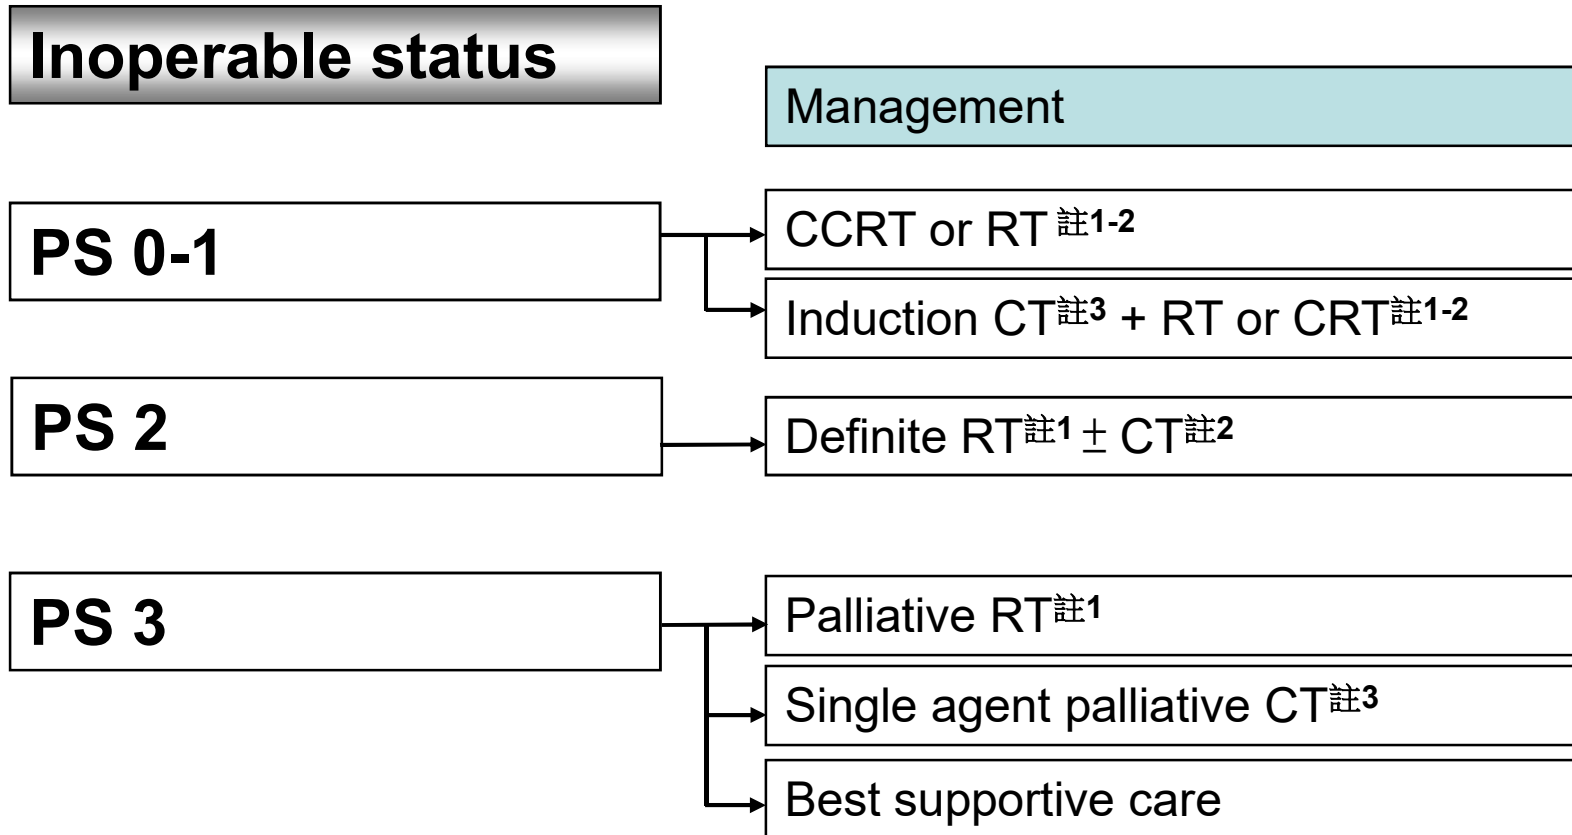 Inoperable status
Management
PS 0-1
CCRT or RT 註1-2
Induction CT註3 + RT or CRT註1-2
PS 2
Definite RT註1 ± CT註2
PS 3
Palliative RT註1
Single agent palliative CT註3
Best supportive care